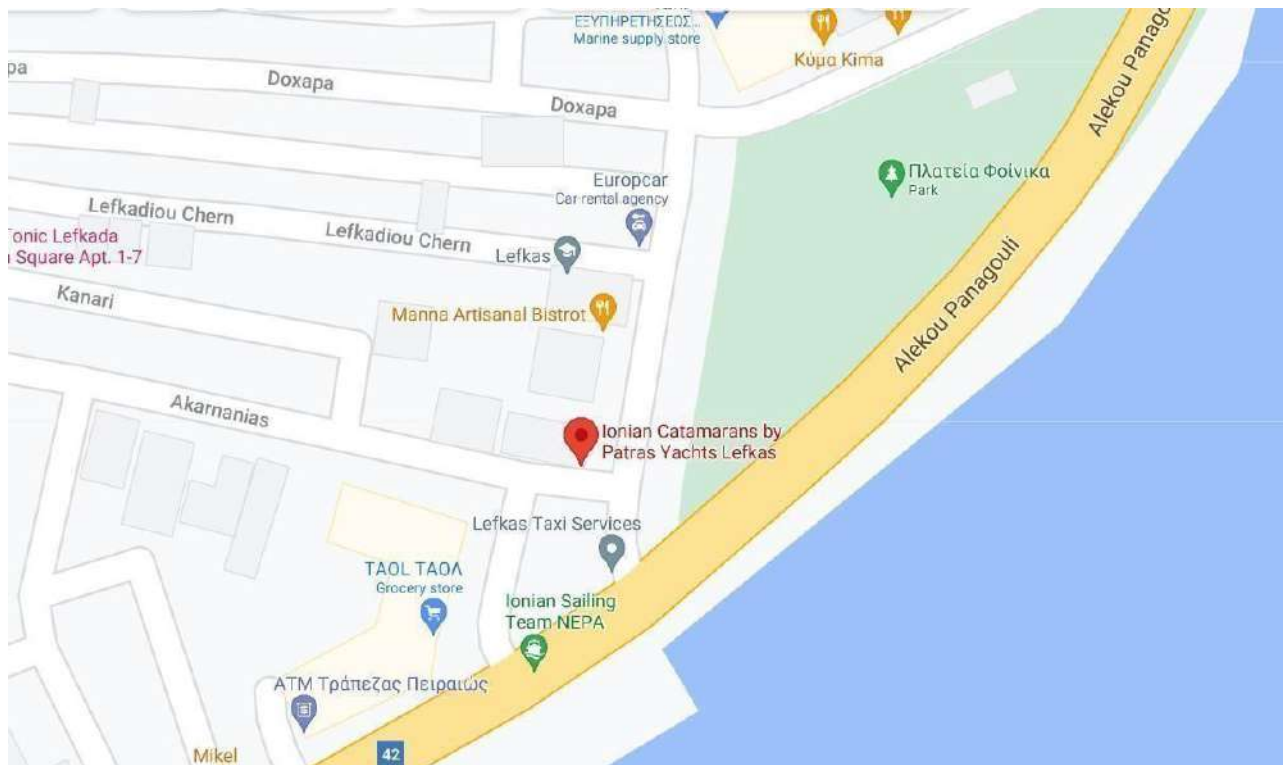 ΕΞΥΠΗΡΕΤΗΣΕΩΣ...
Marine supply store
Κύμα Kima
Doxapa
Doxapa
Alekou Panago
Πλατεία Φοίνικα
Park
Europcar
Car rental agency
Lefkadiou Chern
Lefkadiou Chern
Tonic Lefkada
Square Apt. 1-7
Lefkas
Kanari
Manna Artisanal Bistrot
Alekou Panagouli
Akarnanias
Ionian Catamarans by
Patras Yachts Lefkas
Lefkas Taxi Services
TAOL ΤΑΟΛ
Grocery store
Ionian Sailing
Team NEPA
ATM Τράπεζας Πειραιώς
42
Mikel